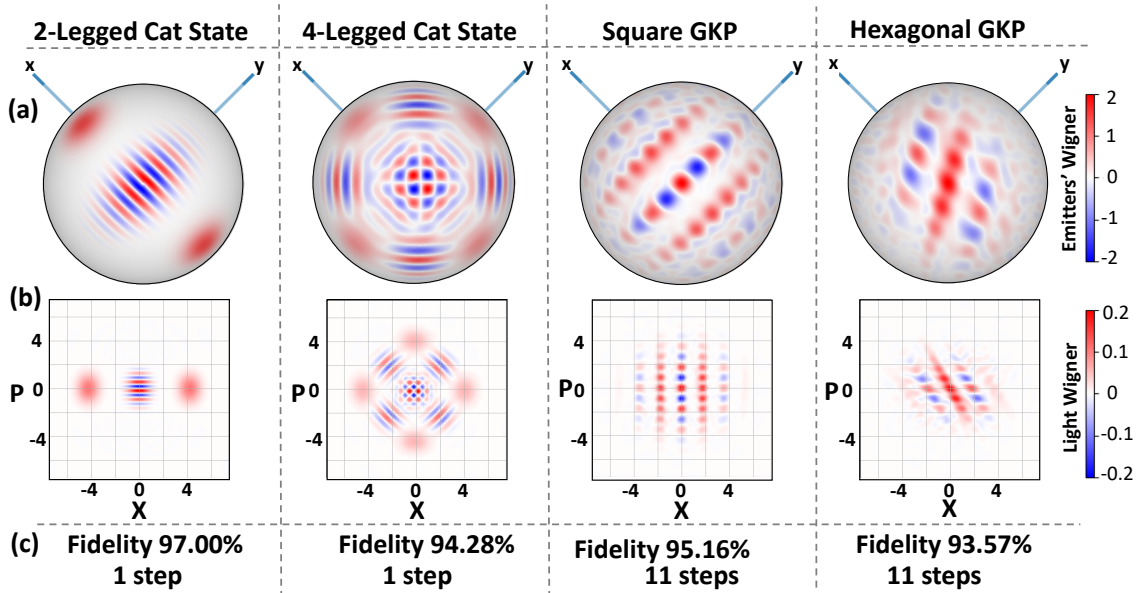 2-Legged Cat State
4-Legged Cat State
Square GKP
Hexagonal GKP
(a)
x
y
x
y
x
y
x
y
2
1
0
-1
-2
Emitters' Wigner
(b)
P
4
0
-4
-4
0
4
X
P
4
0
-4
-4
0
4
X
P
4
0
-4
-4
0
4
X
P
4
0
-4
-4
0
4
X
0.2
0.1
0
-0.1
-0.2
Light Wigner
(c)
Fidelity 97.00%
1 step
Fidelity 94.28%
1 step
Fidelity 95.16%
11 steps
Fidelity 93.57%
11 steps